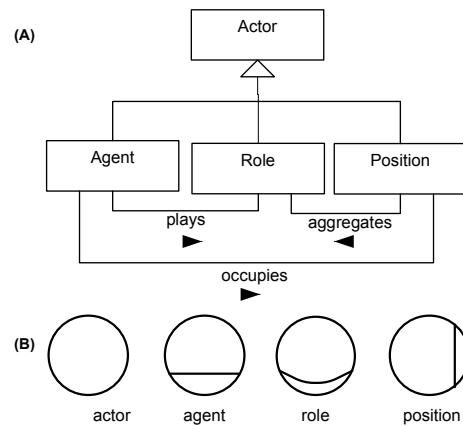 (A)
Actor
Agent Role Position
plays aggregates
occupies
(B)
actor agent role position